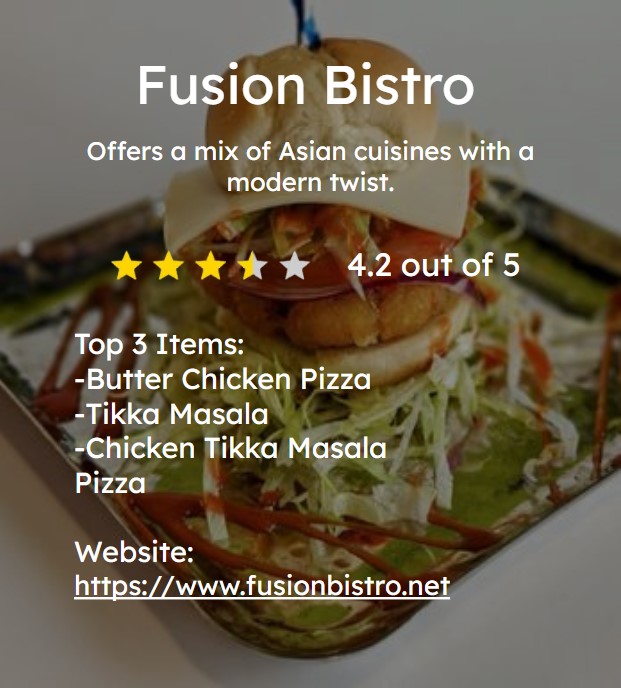 Fusion Bistro
Offers a mix of Asian cuisines with a
modern twist.
4.2 out of 5
Top 3 Items:
-Butter Chicken Pizza
-Tikka Masala
-Chicken Tikka Masala
Pizza
Website:
https://www.fusionbistro.net